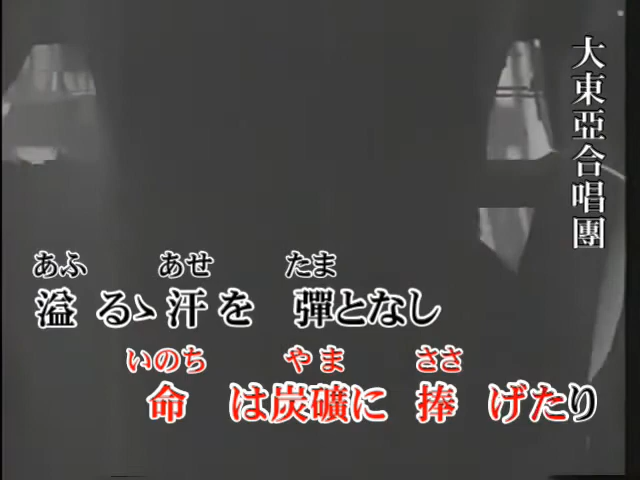 大東亞合唱團
あふ あせ たま
溢るゝ汗を 彈となし
いのち やま ささ
命は炭礦に捧げたり